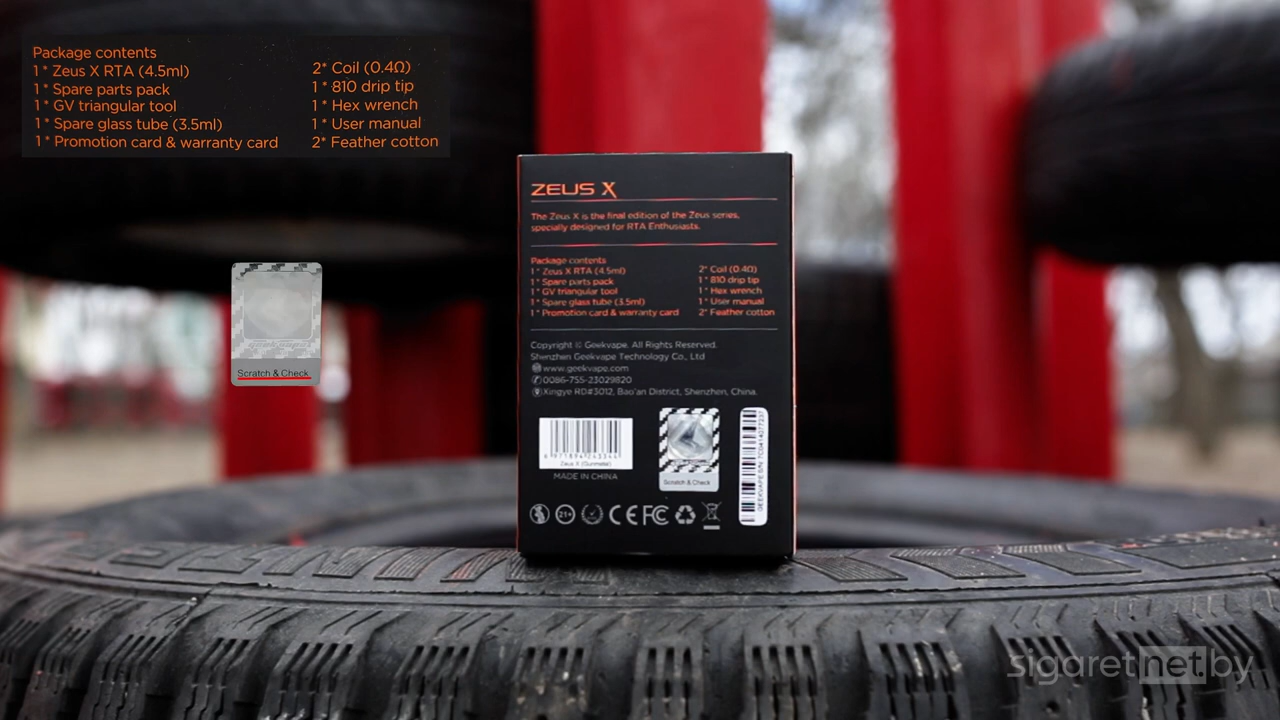 Package contents
1* Zeus X RTA (4.5ml)
1* Spare parts pack
1* GV triangular tool
1* Spare glass tube (3.5ml)
1* Promotion card & warranty card
2* Coil (0.4Ω)
1* 810 drip tip
1* Hex wrench
1* User manual
2* Feather cotton
Scratch & Check
ZEUS X
The Zeus X is the final edition of the Zeus series,
specially designed for RTA Enthusiasts.
Package contents
1* Zeus X RTA (4.5ml)
1* Spare parts pack
1* GV triangular tool
1* Spare glass tube (3.5ml)
1* Promotion card & warranty card
2* Coil (0.4Ω)
1* 810 drip tip
1* Hex wrench
1* User manual
2* Feather cotton
Copyright © Geekvape. All Rights Reserved.
Shenzhen Geekvape Technology Co., Ltd
www.geekvape.com
0086-755-23029820
Xingye RD#3012, Bao'an District, Shenzhen, China.
Zeus X (Gunmetal)
MADE IN CHINA
Scratch & Check
GEEKVAPE S/N:
21+
CE FC
sigaretnet.by